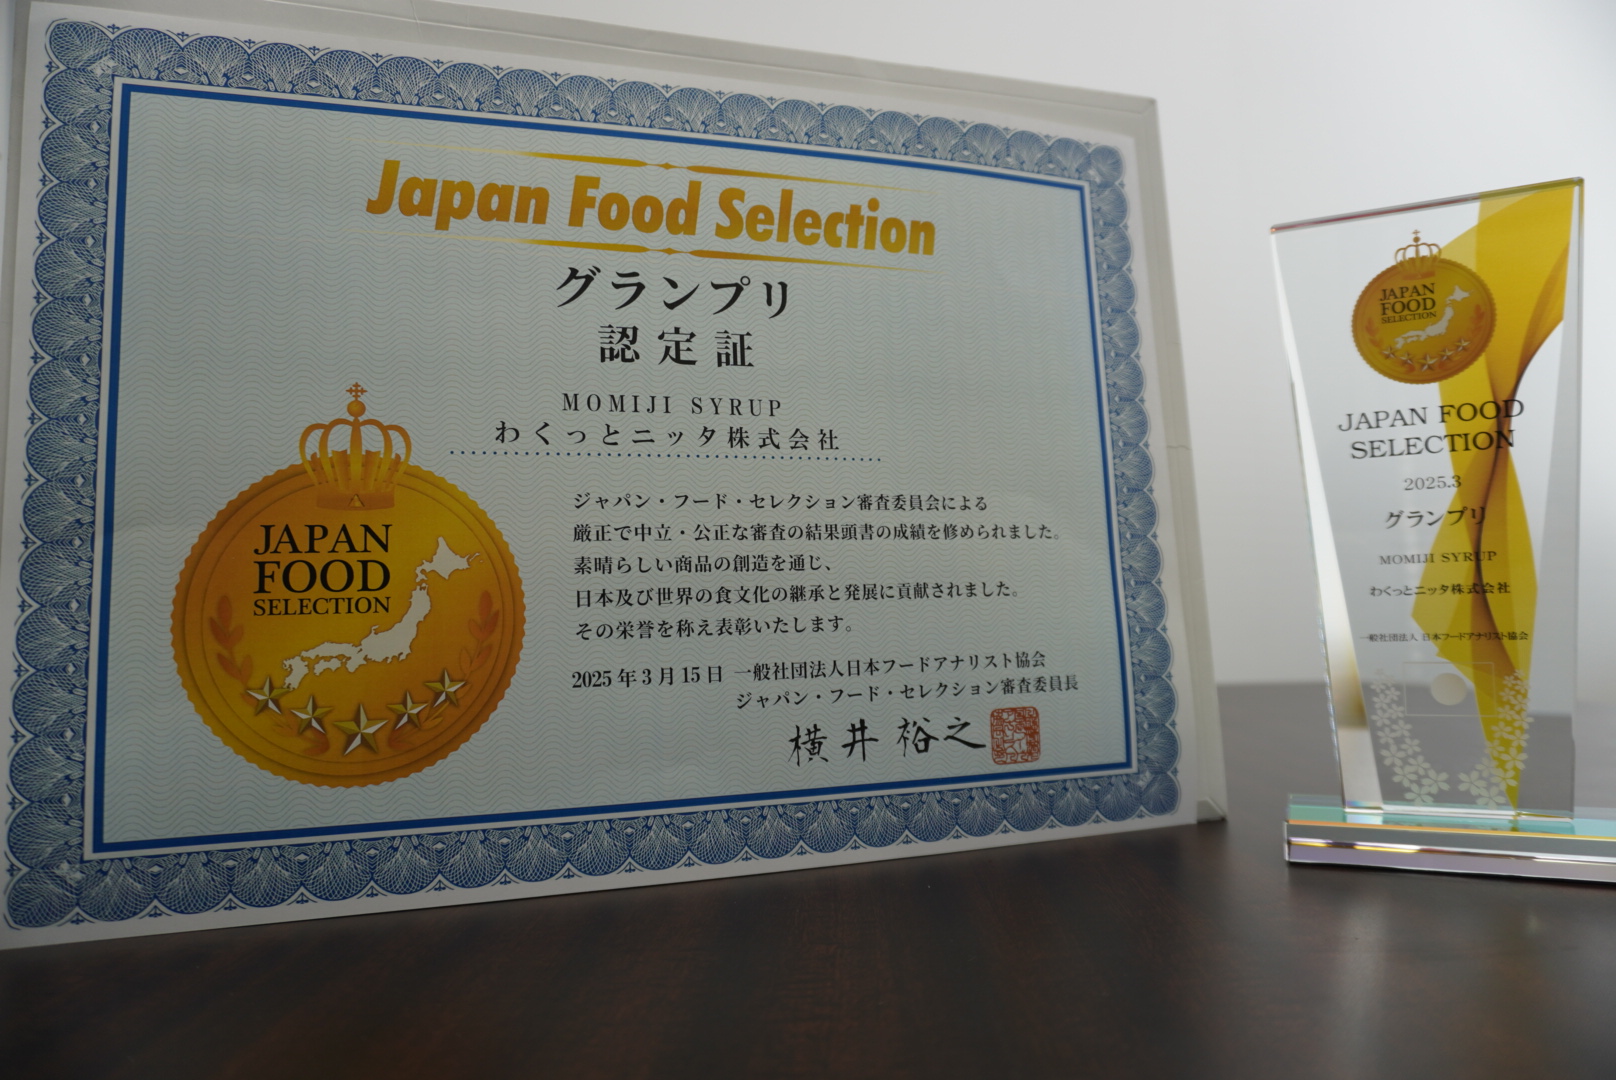 Japan Food Selection
グランプリ
認定証
MOMIJI SYRUP
わくっとニッタ株式会社
JAPAN
FOOD
SELECTION
ジャパン・フード・セレクション審査委員会による
厳正で中立・公正な審査の結果頭書の成績を修められました。
素晴らしい商品の創造を通じ、
日本及び世界の食文化の継承と発展に貢献されました。
その栄誉を称え表彰いたします。
2025年3月15日 一般社団法人日本フードアナリスト協会
ジャパン・フード・セレクション審査委員長
横井裕之
JAPAN
FOOD
SELECTION
JAPAN FOOD
SELECTION
2025.3
グランプリ
MOMIJI SYRUP
わくっとニッタ株式会社
一般社団法人 日本フードアナリスト協会